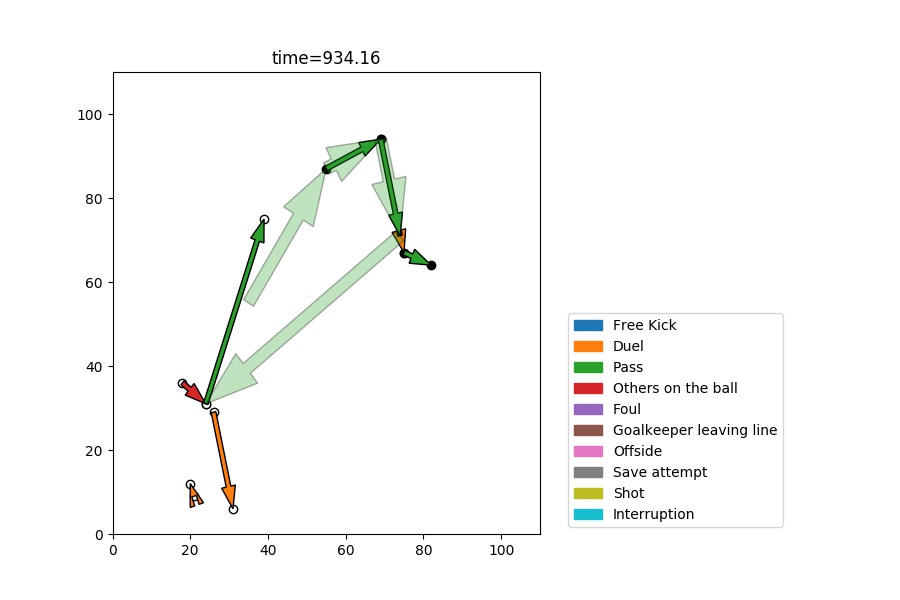 time=934.16
100
80
60
40
20
0
0 20 40 60 80 100
Free Kick
Duel
Pass
Others on the ball
Foul
Goalkeeper leaving line
Offside
Save attempt
Shot
Interruption